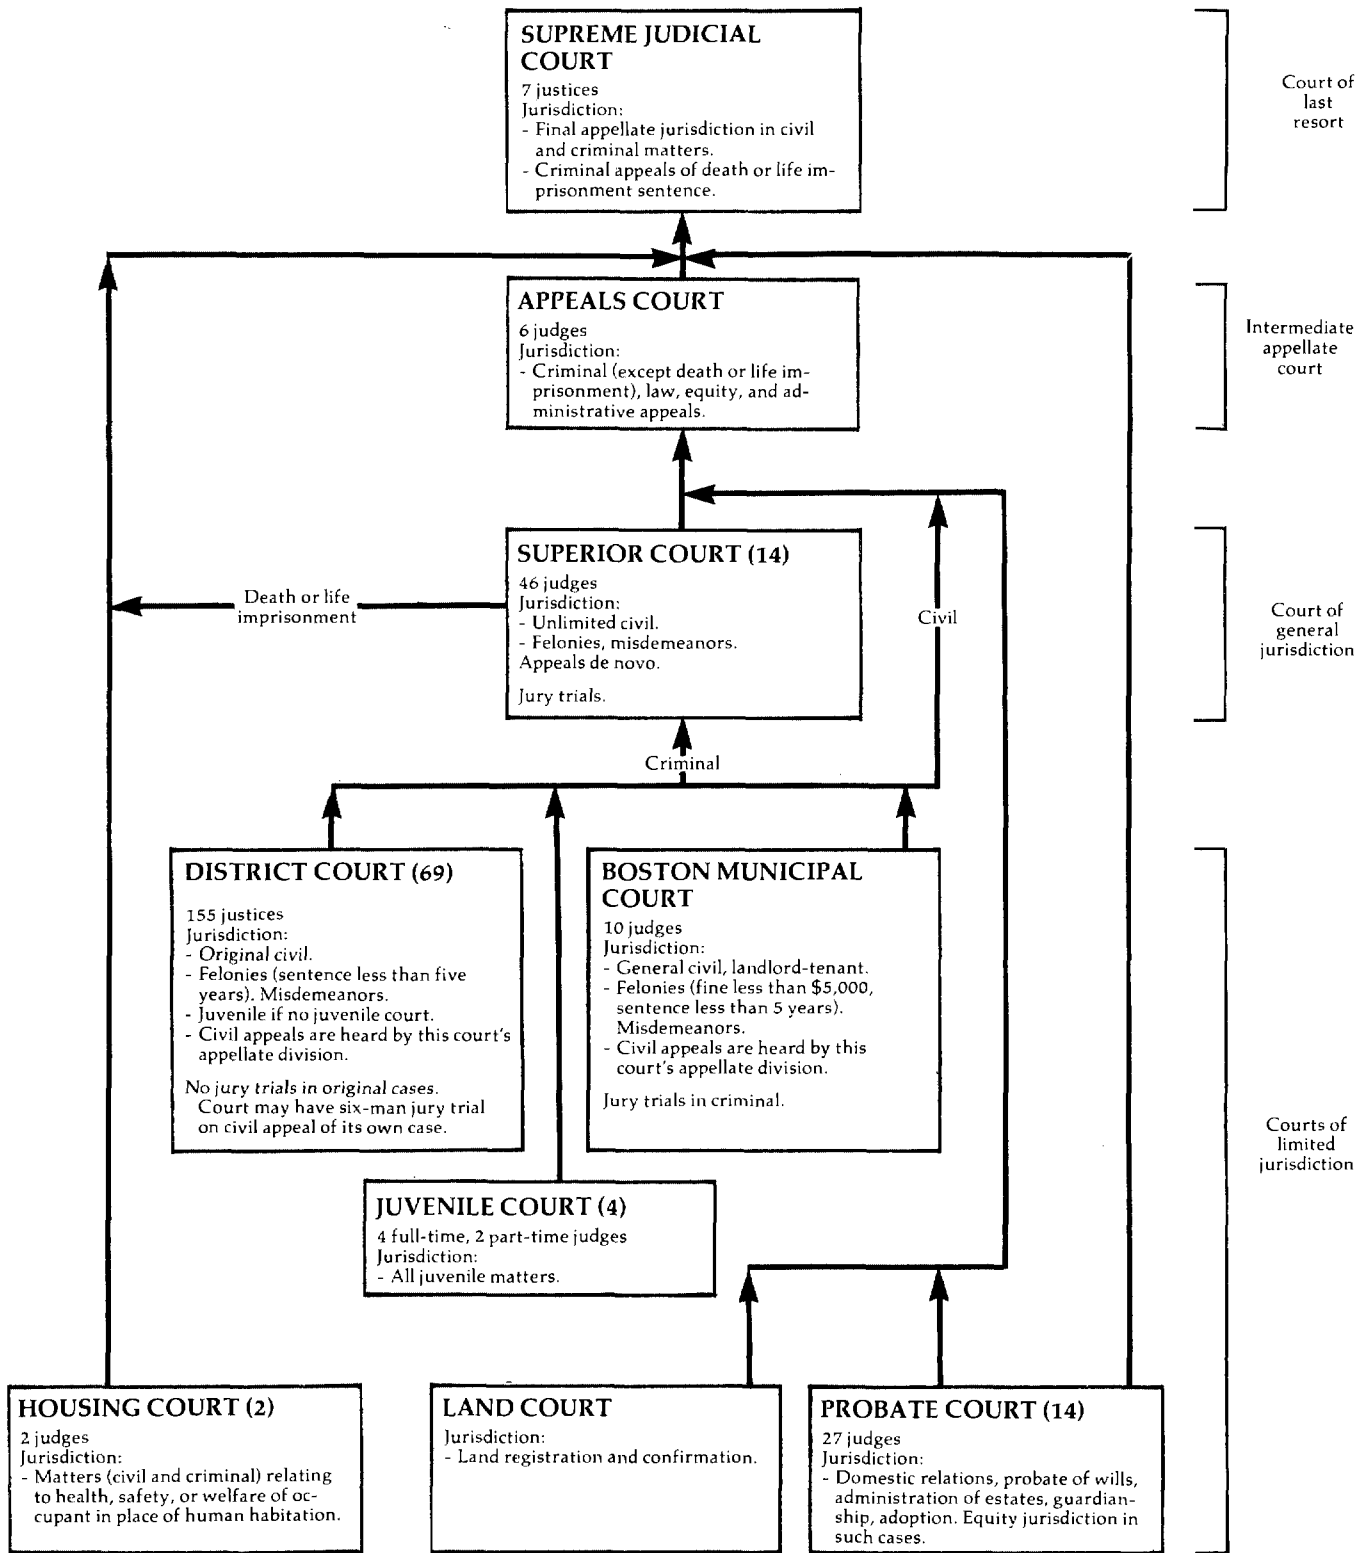 SUPREME JUDICIAL
COURT
7 justices
Jurisdiction:
- Final appellate jurisdiction in civil
and criminal matters.
- Criminal appeals of death or life im-
prisonment sentence.
Court of
last
resort
APPEALS COURT
6 judges
Jurisdiction:
- Criminal (except death or life im-
prisonment), law, equity, and ad-
ministrative appeals.
Intermediate
appellate
court
SUPERIOR COURT (14)
46 judges
Jurisdiction:
- Unlimited civil.
- Felonies, misdemeanors.
Appeals de novo.
Jury trials.
Death or life
imprisonment
Civil
Court of
general
jurisdiction
Criminal
DISTRICT COURT (69)
155 justices
Jurisdiction:
- Original civil.
- Felonies (sentence less than five
years). Misdemeanors.
- Juvenile if no juvenile court.
- Civil appeals are heard by this court's
appellate division.
No jury trials in original cases.
Court may have six-man jury trial
on civil appeal of its own case.
BOSTON MUNICIPAL
COURT
10 judges
Jurisdiction:
- General civil, landlord-tenant.
- Felonies (fine less than $5,000,
sentence less than 5 years).
Misdemeanors.
- Civil appeals are heard by this
court's appellate division.
Jury trials in criminal.
Courts of
limited
jurisdiction
JUVENILE COURT (4)
4 full-time, 2 part-time judges
Jurisdiction:
- All juvenile matters.
HOUSING COURT (2)
2 judges
Jurisdiction:
- Matters (civil and criminal) relating
to health, safety, or welfare of oc-
cupant in place of human habitation.
LAND COURT
Jurisdiction:
- Land registration and confirmation.
PROBATE COURT (14)
27 judges
Jurisdiction:
- Domestic relations, probate of wills,
administration of estates, guardian-
ship, adoption. Equity jurisdiction in
such cases.